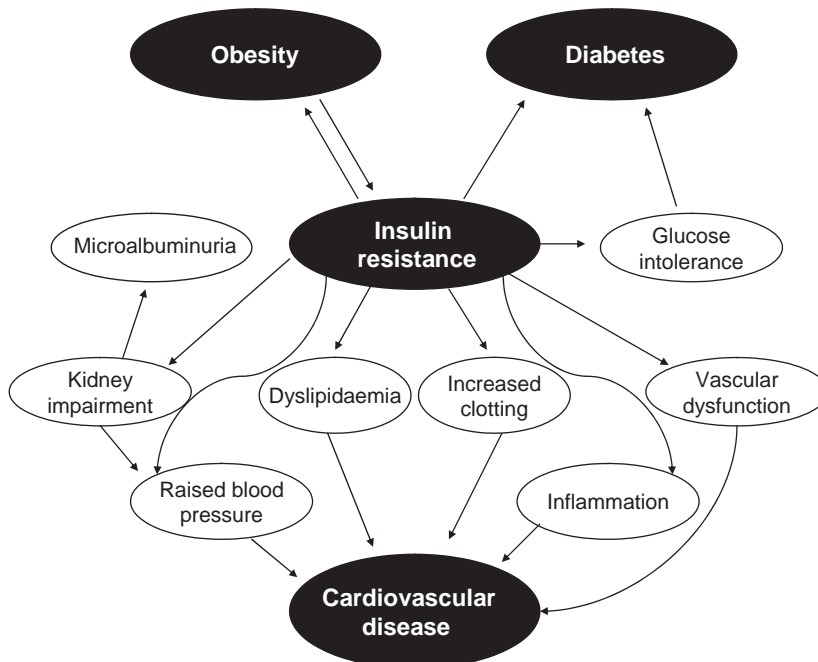 Obesity
Diabetes
Insulin
resistance
Microalbuminuria
Glucose
intolerance
Kidney
impairment
Dyslipidaemia
Increased
clotting
Vascular
dysfunction
Raised blood
pressure
Inflammation
Cardiovascular
disease